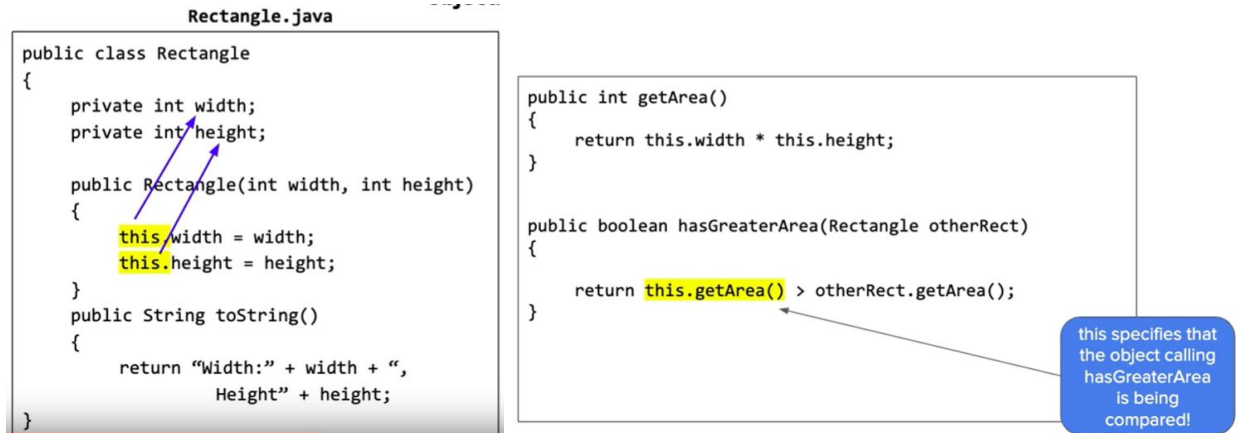 Rectangle.java
public class Rectangle
{
private int width;
private int height;
public Rectangle(int width, int height)
{
this.width = width;
this.height = height;
}
public String toString()
{
return “Width:” + width + “,
Height” + height;
}
public int getArea()
{
return this.width * this.height;
}
public boolean hasGreaterArea(Rectangle otherRect)
{
return this.getArea() > otherRect.getArea();
}
this specifies that
the object calling
hasGreaterArea
is being
compared!